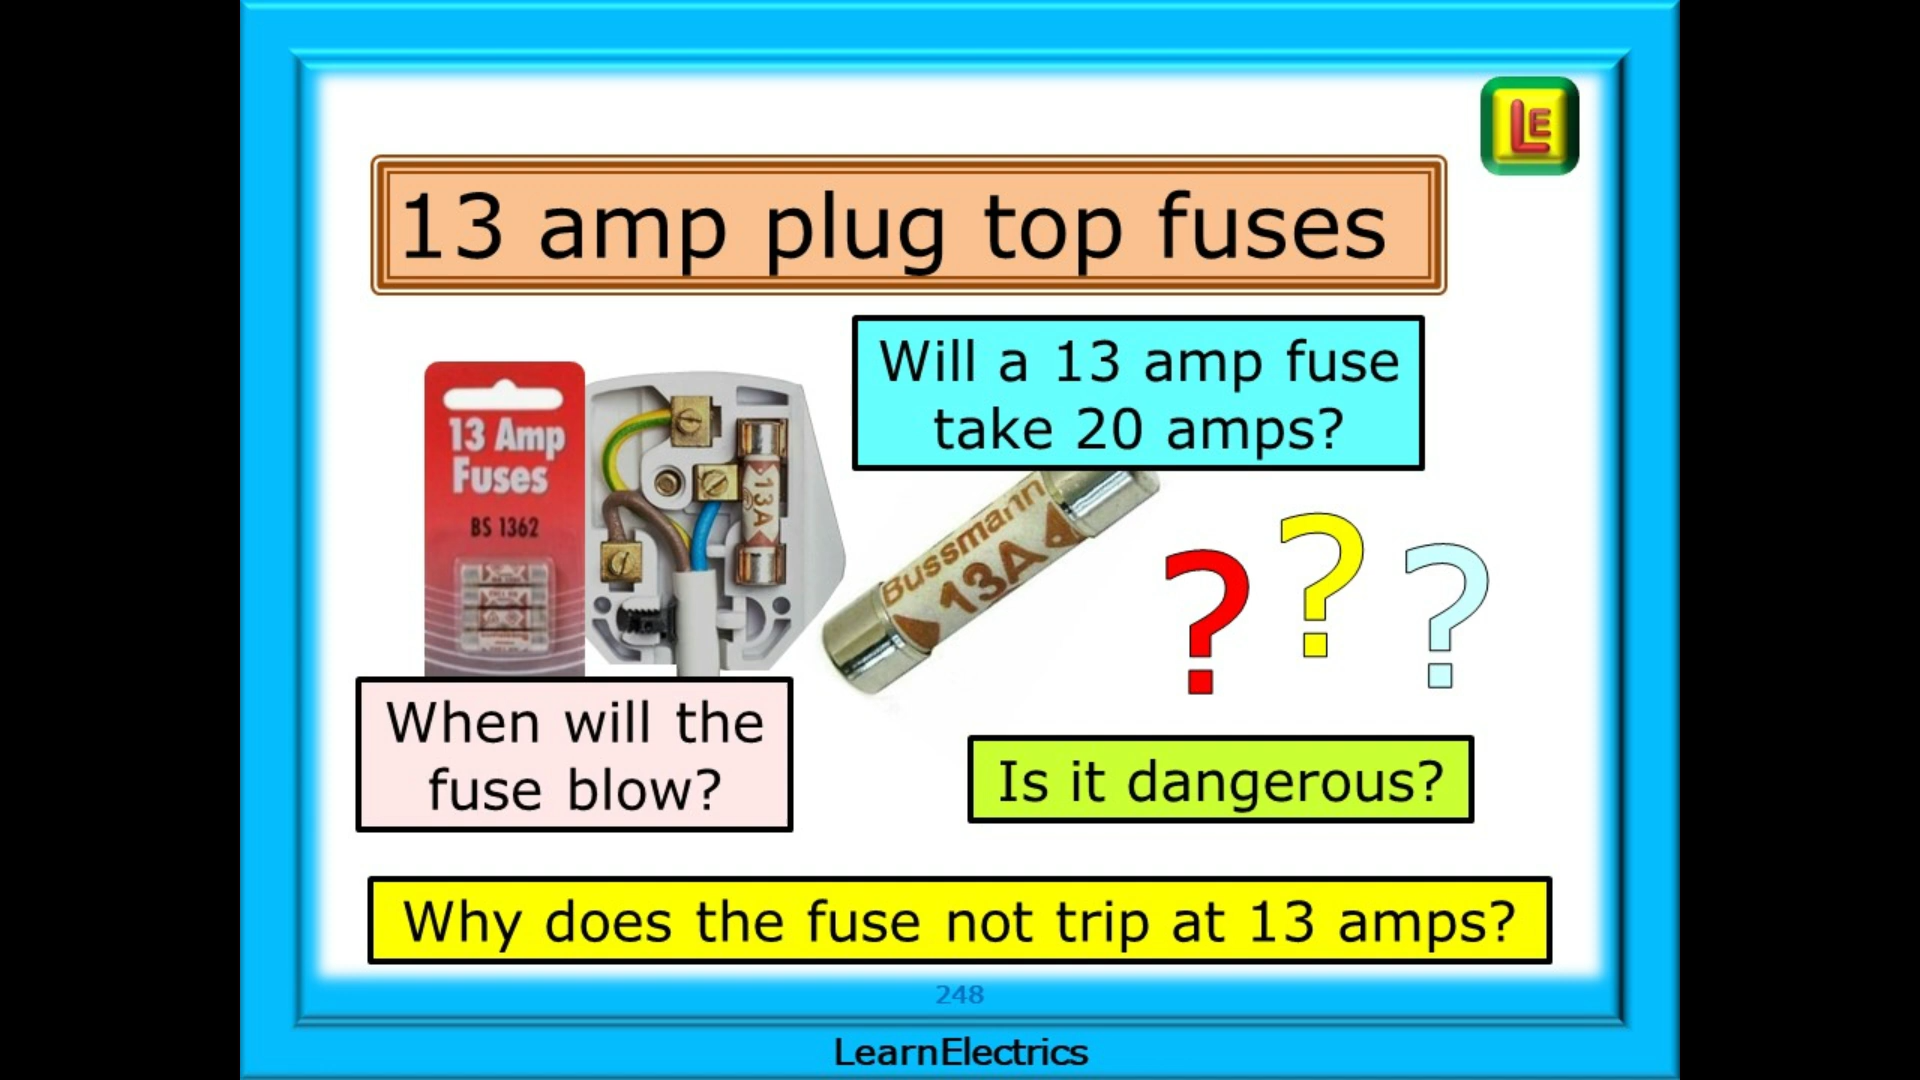 LE
13 amp plug top fuses
Will a 13 amp fuse
take 20 amps?
13 Amp
Fuses
BS 1362
13A
Bussmann
13A
? ? ?
When will the
fuse blow?
Is it dangerous?
Why does the fuse not trip at 13 amps?
248
LearnElectrics